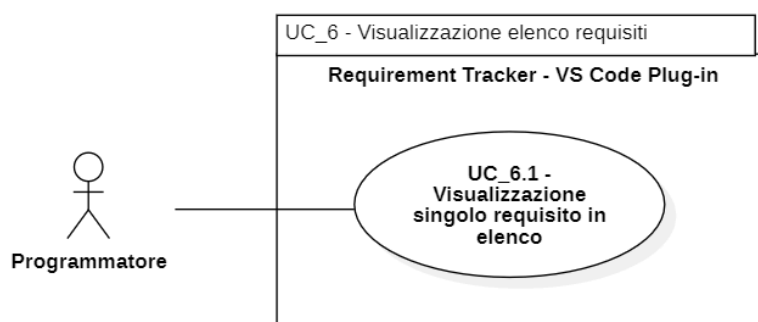 UC_6 - Visualizzazione elenco requisiti
Requirement Tracker - VS Code Plug-in
UC_6.1 -
Visualizzazione
singolo requisito in
elenco
Programmatore